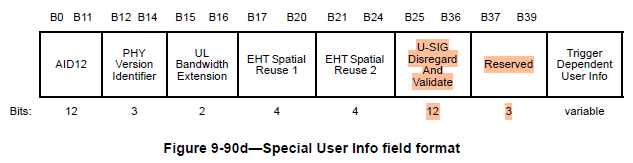 B0 B11 B12 B14 B15 B16 B17 B20 B21 B24 B25 B36 B37 B39
AID12
PHY
Version
Identifier
UL
Bandwidth
Extension
EHT Spatial
Reuse 1
EHT Spatial
Reuse 2
U-SIG
Disregard
And
Validate
Reserved
Trigger
Dependent
User Info
Bits: 12 3 2 4 4 12 3 variable
Figure 9-90d—Special User Info field format